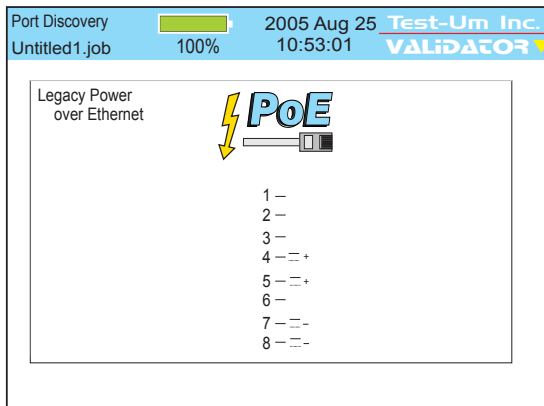 Port Discovery
Untitled1.job
100%
2005 Aug 25
10:53:01
Test-Um Inc.
VALIDATOR
Legacy Power
over Ethernet
PoE
1 –
2 –
3 –
4 – +
5 – +
6 –
7 – –
8 – –